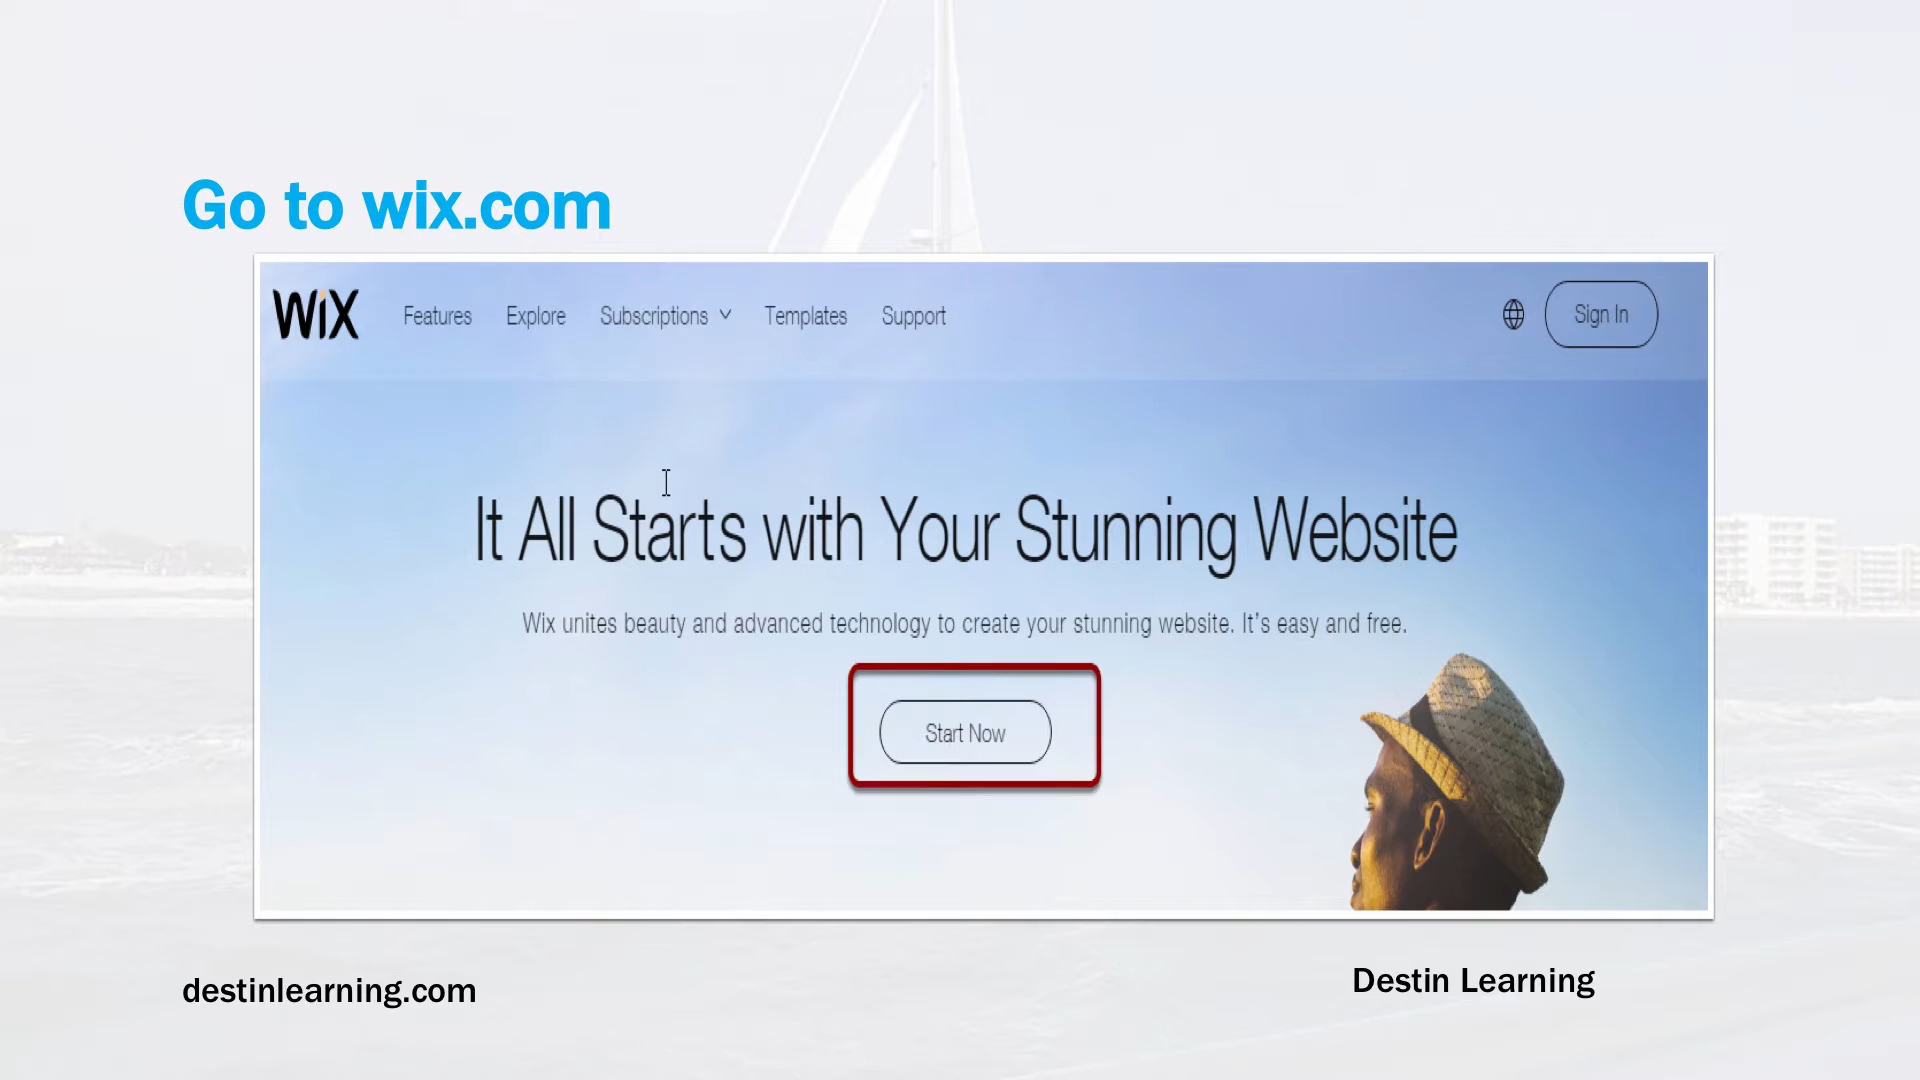 Go to wix.com
WiX Features Explore Subscriptions Templates Support Sign In
It All Starts with Your Stunning Website
Wix unites beauty and advanced technology to create your stunning website. It's easy and free.
Start Now
destinlearning.com
Destin Learning